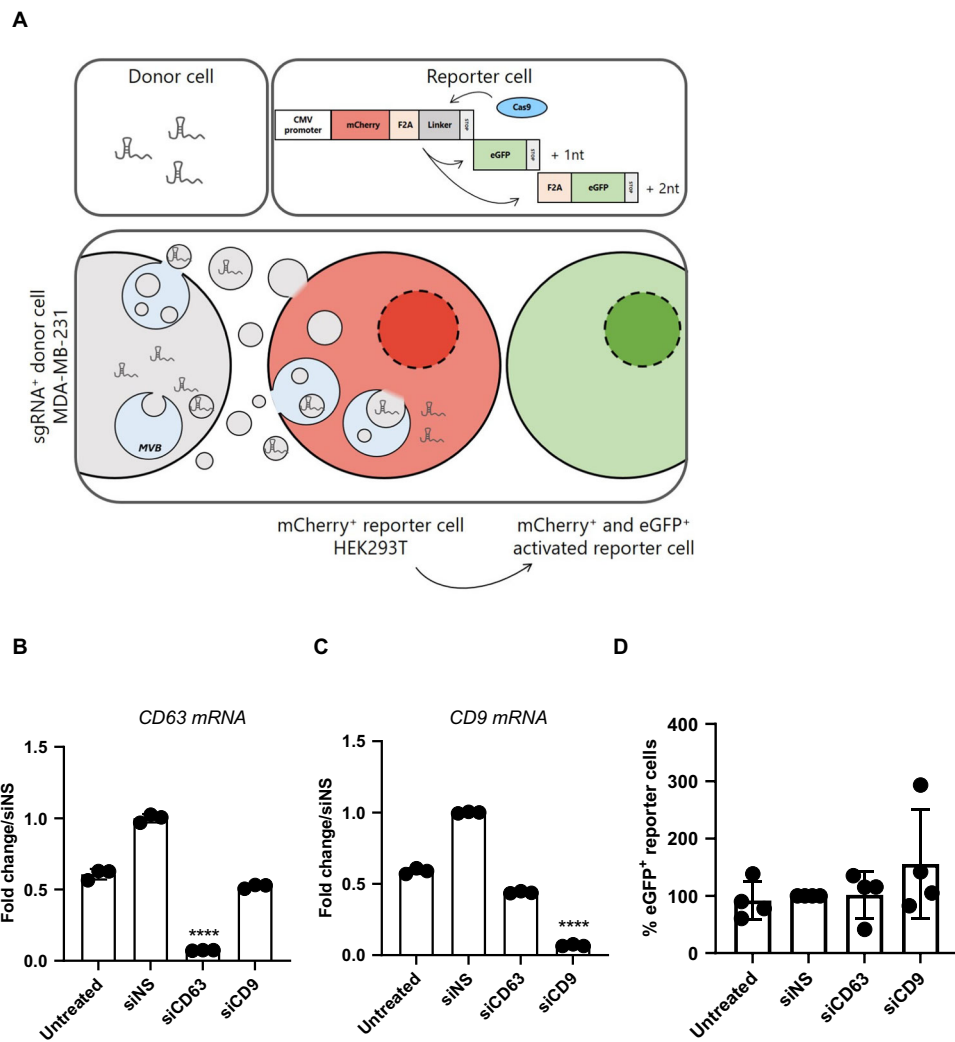 A
Donor cell
Reporter cell
Cas9
CMV
promoter
mCherry
F2A
Linker
STOP
eGFP
STOP
+ 1nt
F2A
eGFP
STOP
+ 2nt
sgRNA⁺ donor cell
MDA-MB-231
MVB
mCherry⁺ reporter cell
HEK293T
mCherry⁺ and eGFP⁺
activated reporter cell
B
CD63 mRNA
Fold change/siNS
1.5
1.0
0.5
0.0
****
Untreated
siNS
siCD63
siCD9
C
CD9 mRNA
Fold change/siNS
1.5
1.0
0.5
0.0
****
Untreated
siNS
siCD63
siCD9
D
% eGFP⁺ reporter cells
400
300
200
100
0
Untreated
siNS
siCD63
siCD9